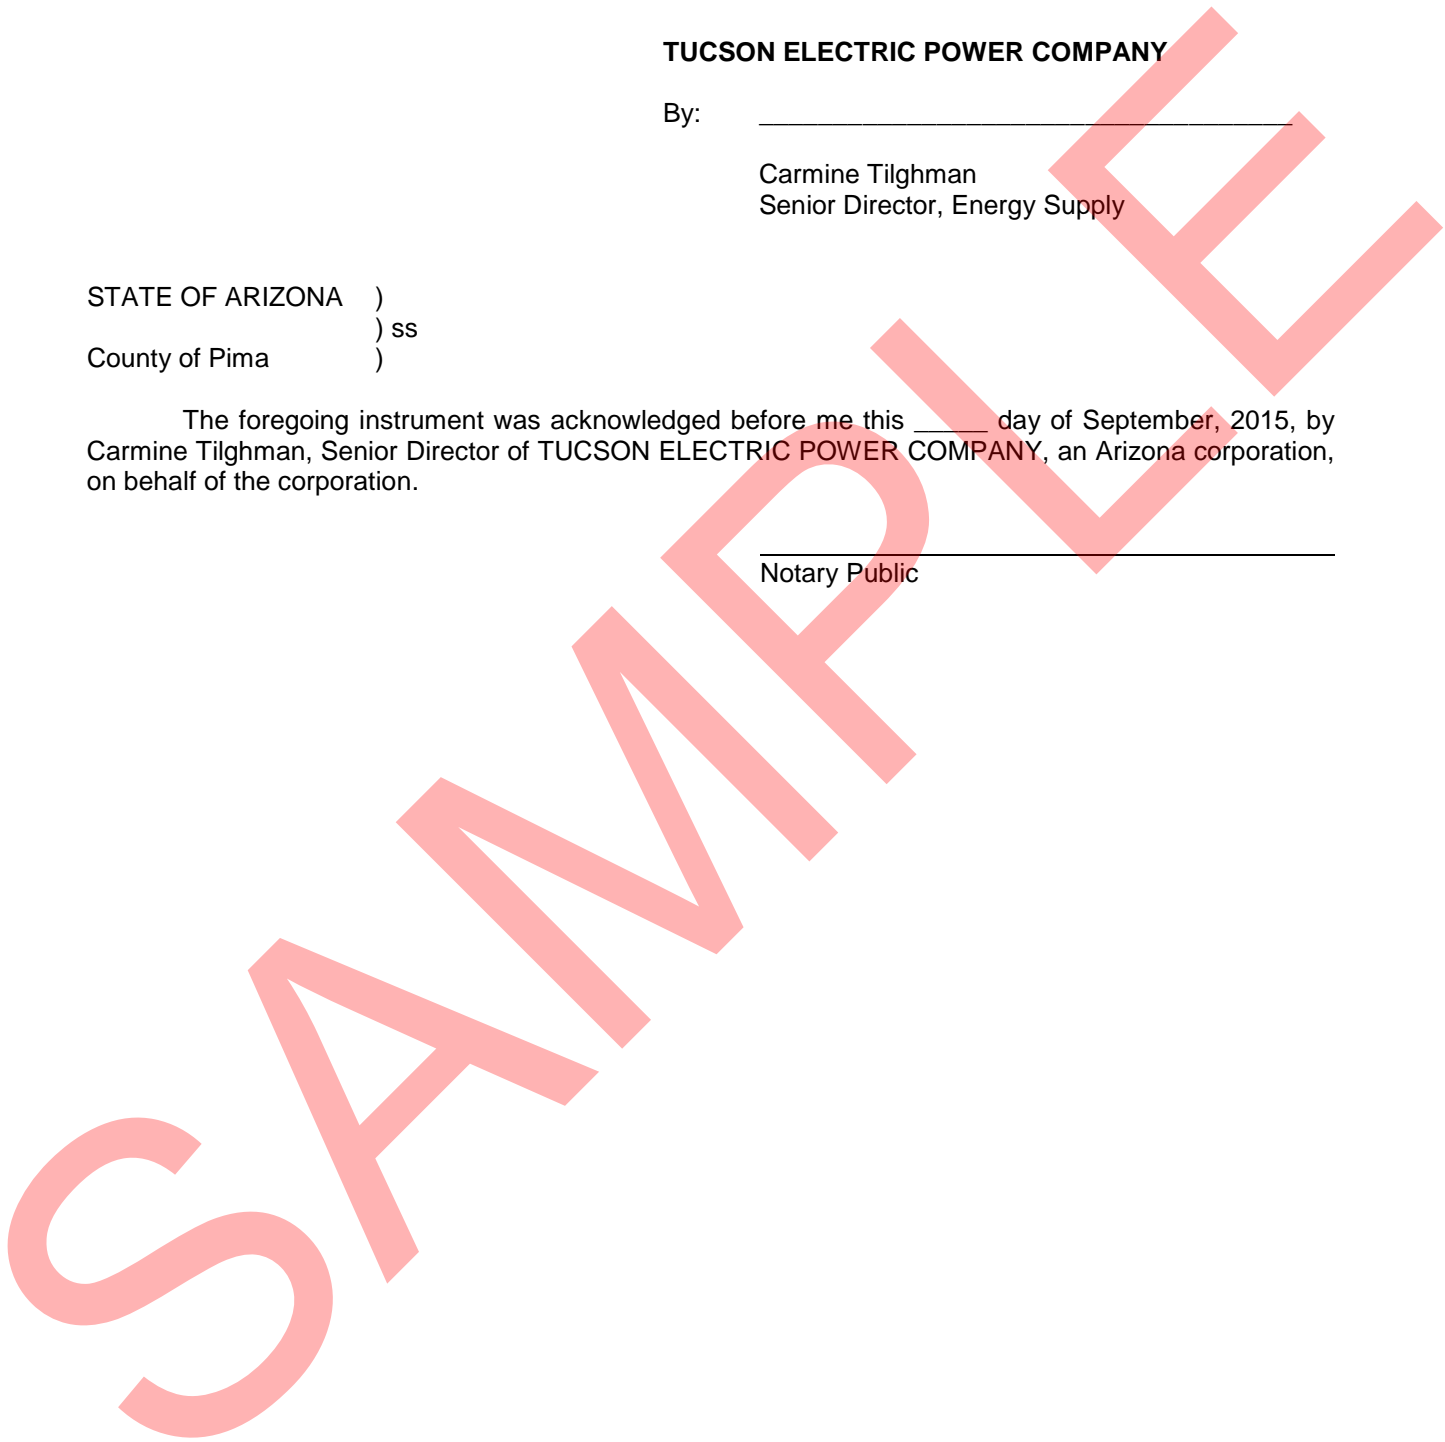 TUCSON ELECTRIC POWER COMPANY
By: ____________________________________
Carmine Tilghman
Senior Director, Energy Supply
STATE OF ARIZONA )
) ss
County of Pima )
The foregoing instrument was acknowledged before me this _____ day of September, 2015, by
Carmine Tilghman, Senior Director of TUCSON ELECTRIC POWER COMPANY, an Arizona corporation,
on behalf of the corporation.
Notary Public
SAMPLE